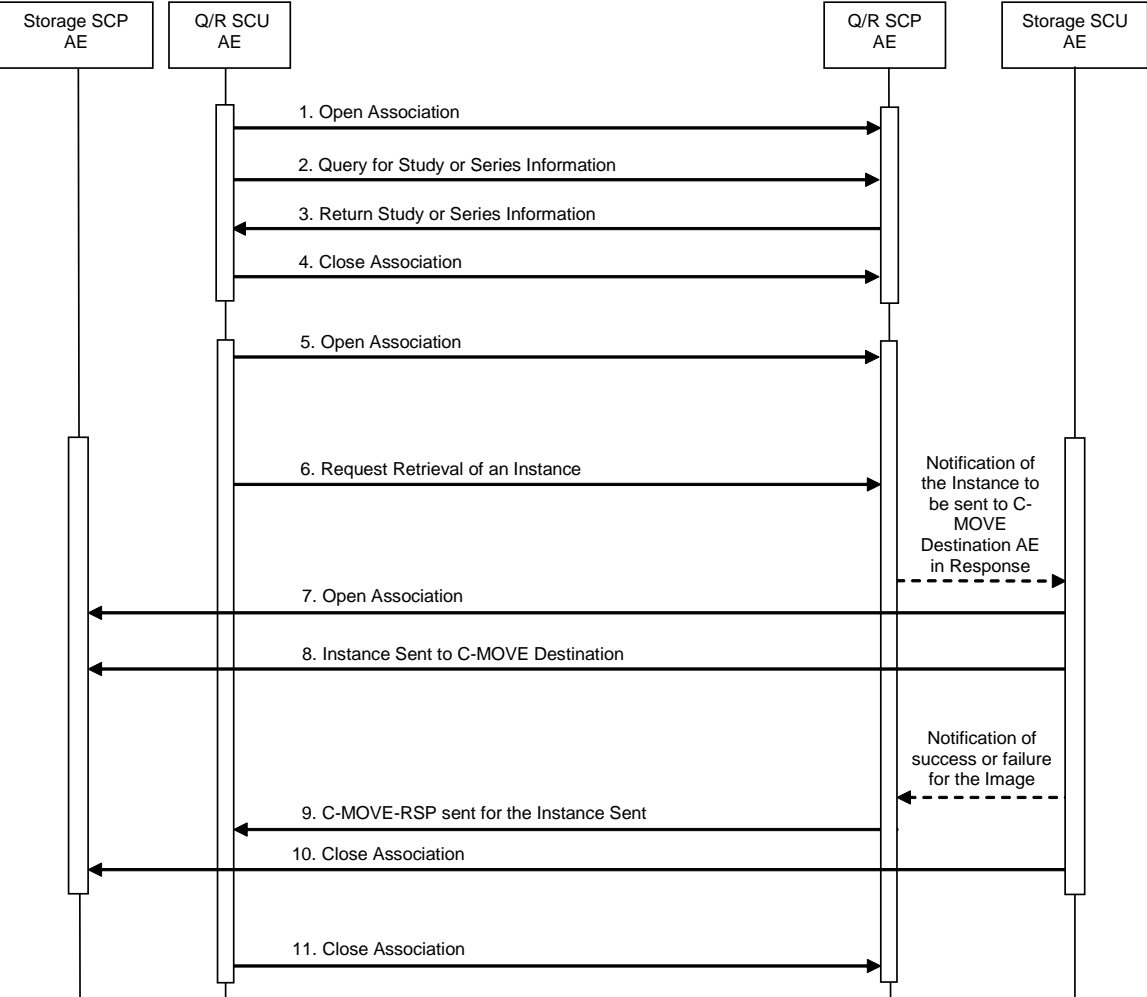 Storage SCP
AE
Q/R SCU
AE
Q/R SCP
AE
Storage SCU
AE
1. Open Association
2. Query for Study or Series Information
3. Return Study or Series Information
4. Close Association
5. Open Association
6. Request Retrieval of an Instance
Notification of
the Instance to
be sent to C-
MOVE
Destination AE
in Response
7. Open Association
8. Instance Sent to C-MOVE Destination
Notification of
success or failure
for the Image
9. C-MOVE-RSP sent for the Instance Sent
10. Close Association
11. Close Association